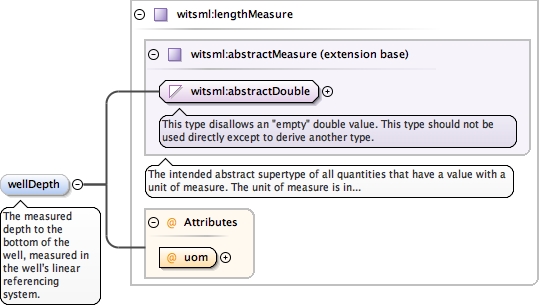 witsml:lengthMeasure
witsml:abstractMeasure (extension base)
witsml:abstractDouble
This type disallows an "empty" double value. This type should not be
used directly except to derive another type.
The intended abstract supertype of all quantities that have a value with a
unit of measure. The unit of measure is in...
wellDepth
The measured
depth to the
bottom of the
well, measured in
the well's linear
referencing
system.
@ Attributes
@ uom